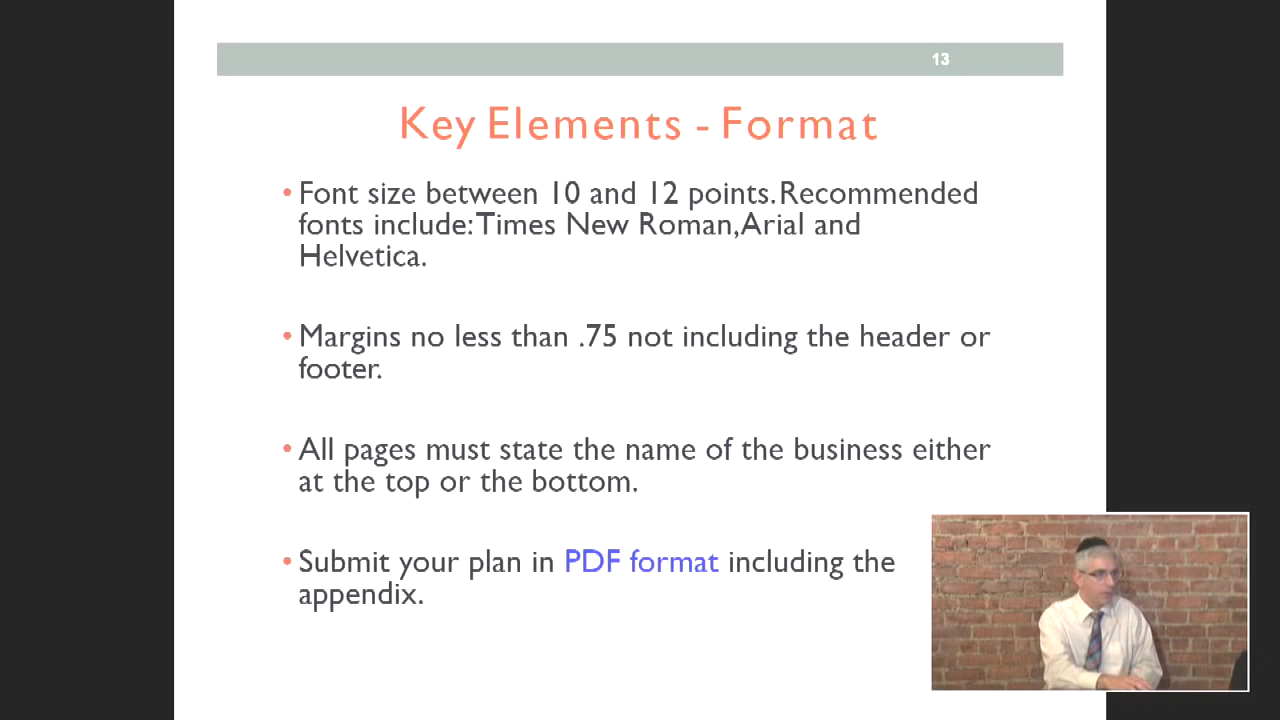 13
Key Elements - Format
• Font size between 10 and 12 points. Recommended
fonts include: Times New Roman, Arial and
Helvetica.
• Margins no less than .75 not including the header or
footer.
• All pages must state the name of the business either
at the top or the bottom.
• Submit your plan in PDF format including the
appendix.